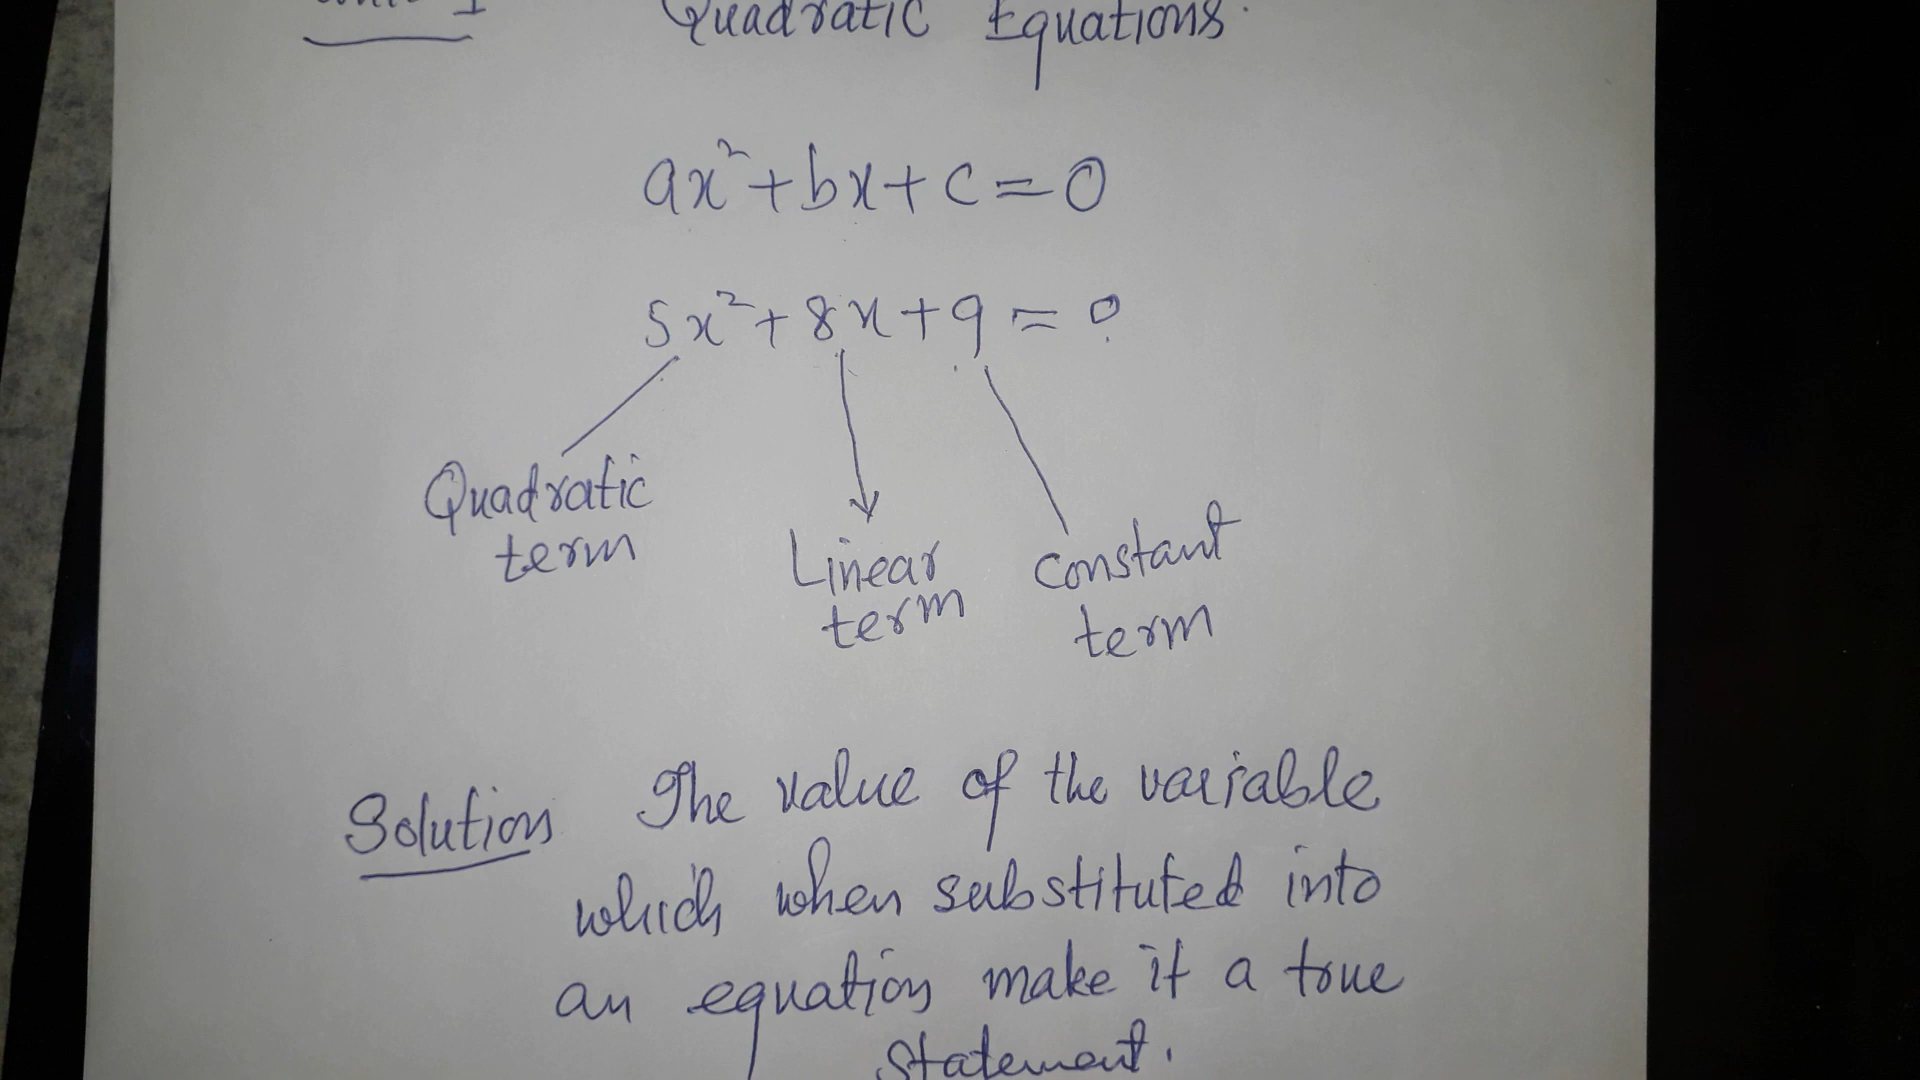 Quadratic Equations.
ax²+bx+c=0
5x²+8x+9=0
Quadratic
term
Linear
term
constant
term
Solution The value of the variable
which when substituted into
an equation make it a true
statement.